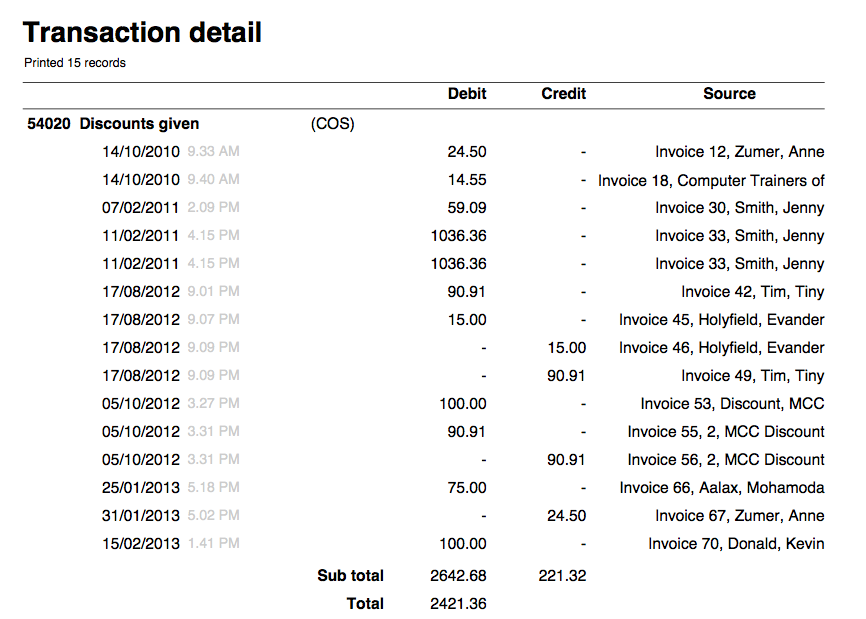 Transaction detail
Printed 15 records
Debit Credit Source
54020 Discounts given (COS)
14/10/2010 9.33 AM 24.50 - Invoice 12, Zumer, Anne
14/10/2010 9.40 AM 14.55 - Invoice 18, Computer Trainers of
07/02/2011 2.09 PM 59.09 - Invoice 30, Smith, Jenny
11/02/2011 4.15 PM 1036.36 - Invoice 33, Smith, Jenny
11/02/2011 4.15 PM 1036.36 - Invoice 33, Smith, Jenny
17/08/2012 9.01 PM 90.91 - Invoice 42, Tim, Tiny
17/08/2012 9.07 PM 15.00 - Invoice 45, Holyfield, Evander
17/08/2012 9.09 PM - 15.00 Invoice 46, Holyfield, Evander
17/08/2012 9.09 PM - 90.91 Invoice 49, Tim, Tiny
05/10/2012 3.27 PM 100.00 - Invoice 53, Discount, MCC
05/10/2012 3.31 PM 90.91 - Invoice 55, 2, MCC Discount
05/10/2012 3.31 PM - 90.91 Invoice 56, 2, MCC Discount
25/01/2013 5.18 PM 75.00 - Invoice 66, Aalax, Mohamoda
31/01/2013 5.02 PM - 24.50 Invoice 67, Zumer, Anne
15/02/2013 1.41 PM 100.00 - Invoice 70, Donald, Kevin
Sub total 2642.68 221.32
Total 2421.36